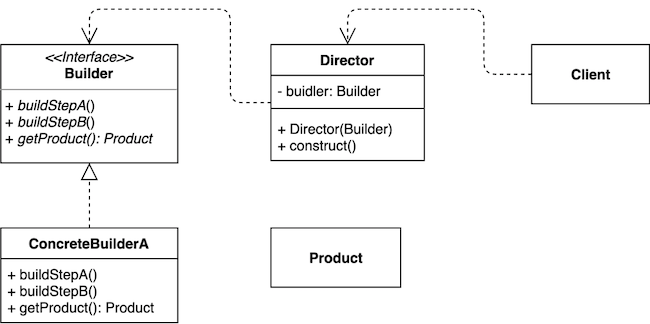 <<Interface>>
Builder
+ buildStepA()
+ buildStepB()
+ getProduct(): Product
Director
- buidler: Builder
+ Director(Builder)
+ construct()
Client
ConcreteBuilderA
+ buildStepA()
+ buildStepB()
+ getProduct(): Product
Product